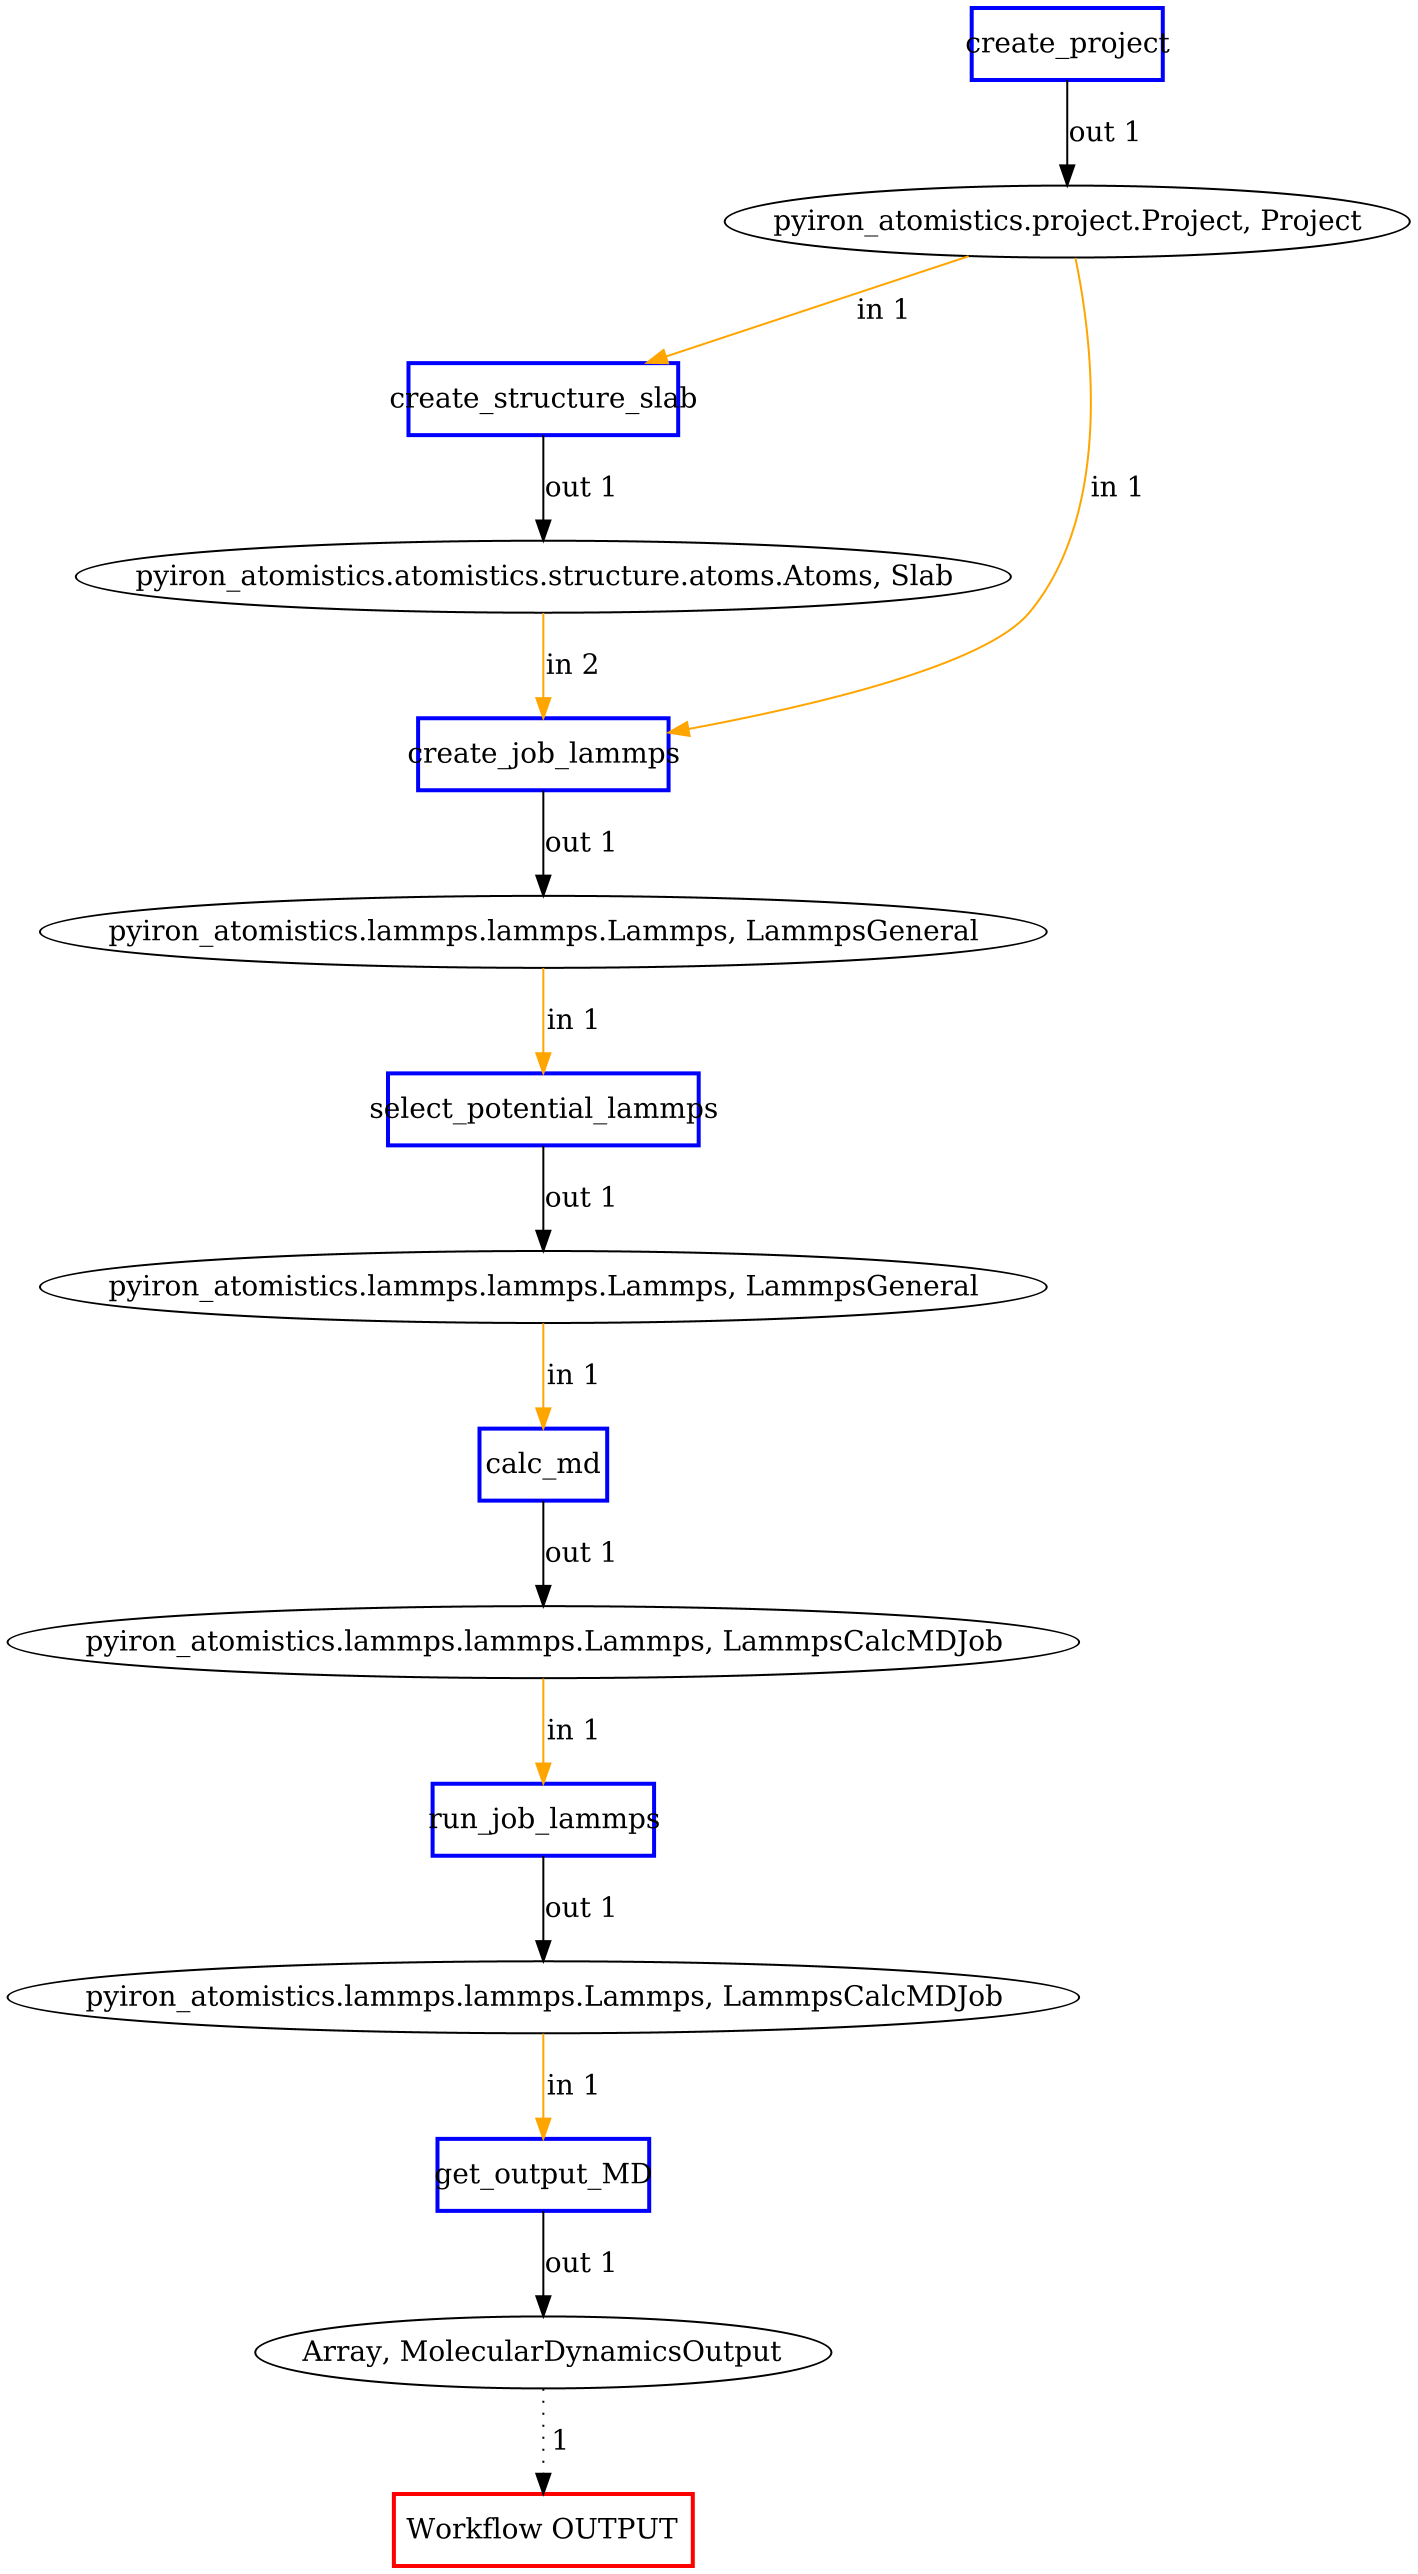 create_project
out 1
pyiron_atomistics.project.Project, Project
in 1
create_structure_slab
out 1
in 1
pyiron_atomistics.atomistics.structure.atoms.Atoms, Slab
in 2
create_job_lammps
out 1
pyiron_atomistics.lammps.lammps.Lammps, LammpsGeneral
in 1
select_potential_lammps
out 1
pyiron_atomistics.lammps.lammps.Lammps, LammpsGeneral
in 1
calc_md
out 1
pyiron_atomistics.lammps.lammps.Lammps, LammpsCalcMDJob
in 1
run_job_lammps
out 1
pyiron_atomistics.lammps.lammps.Lammps, LammpsCalcMDJob
in 1
get_output_MD
out 1
Array, MolecularDynamicsOutput
1
Workflow OUTPUT